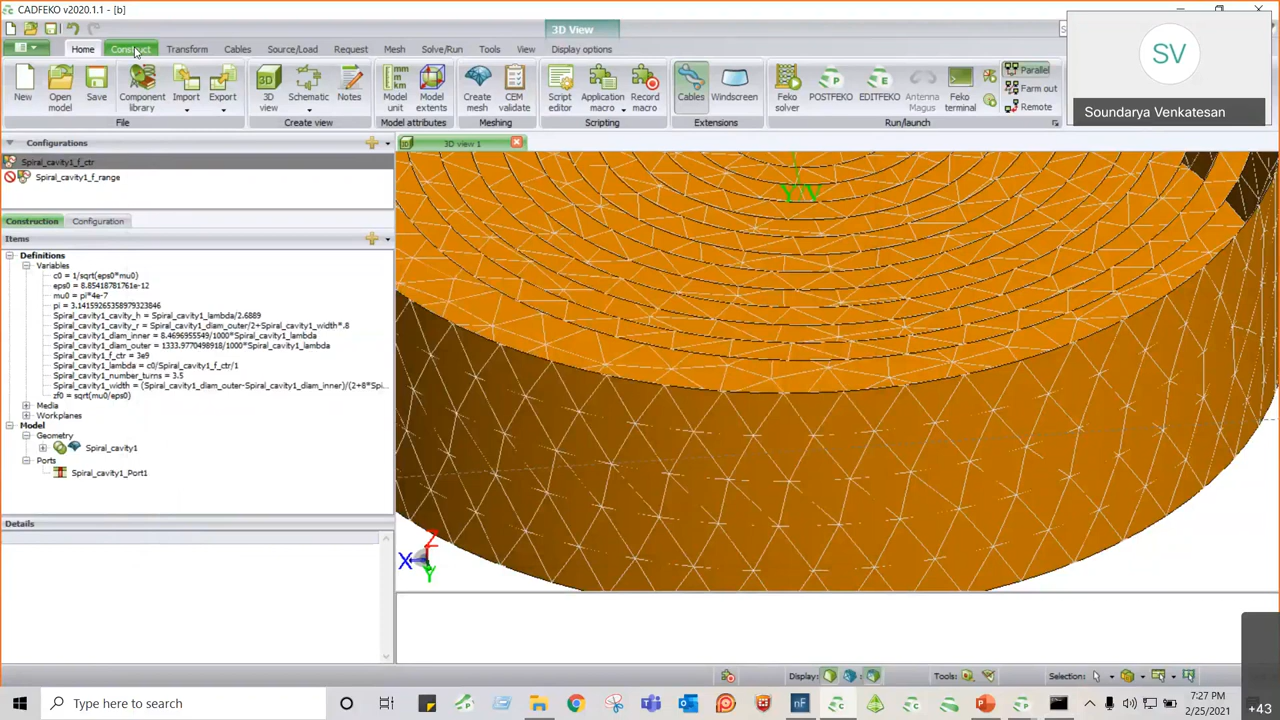 CADFEKO v2020.1.1 - [b]
3D View
Home Construct Transform Cables Source/Load Request Mesh Solve/Run Tools View Display options
New Open model Save Component library Import Export 3D view Schematic Notes Model unit Model extents Create mesh CEM validate Script editor Application macro Record macro Cables Windscreen Feko solver POSTFEKO EDITFEKO Antenna Magus Feko terminal Parallel Farm out Remote
File Create view Model attributes Meshing Scripting Extensions Run/launch
SV
Soundarya Venkatesan
Configurations
3D view 1
Spiral_cavity1_f_ctr
Spiral_cavity1_f_range
Construction Configuration
Items
Definitions
Variables
c0 = 1/sqrt(eps0*mu0)
eps0 = 8.85418781761e-12
mu0 = pi*4e-7
pi = 3.14159265358979323846
Spiral_cavity1_cavity_h = Spiral_cavity1_lambda/2.6889
Spiral_cavity1_cavity_r = Spiral_cavity1_diam_outer/2+Spiral_cavity1_width*.8
Spiral_cavity1_diam_inner = 8.4696955549/1000*Spiral_cavity1_lambda
Spiral_cavity1_diam_outer = 1333.9770498918/1000*Spiral_cavity1_lambda
Spiral_cavity1_f_ctr = 3e9
Spiral_cavity1_lambda = c0/Spiral_cavity1_f_ctr/1
Spiral_cavity1_number_turns = 3.5
Spiral_cavity1_width = (Spiral_cavity1_diam_outer-Spiral_cavity1_diam_inner)/(2+8*Spi...
zf0 = sqrt(mu0/eps0)
Media
Workplanes
Model
Geometry
Spiral_cavity1
Ports
Spiral_cavity1_Port1
Details
Y V
X
Y
Z
Display: Tools: Selection:
Type here to search
7:27 PM
2/25/2021
+43